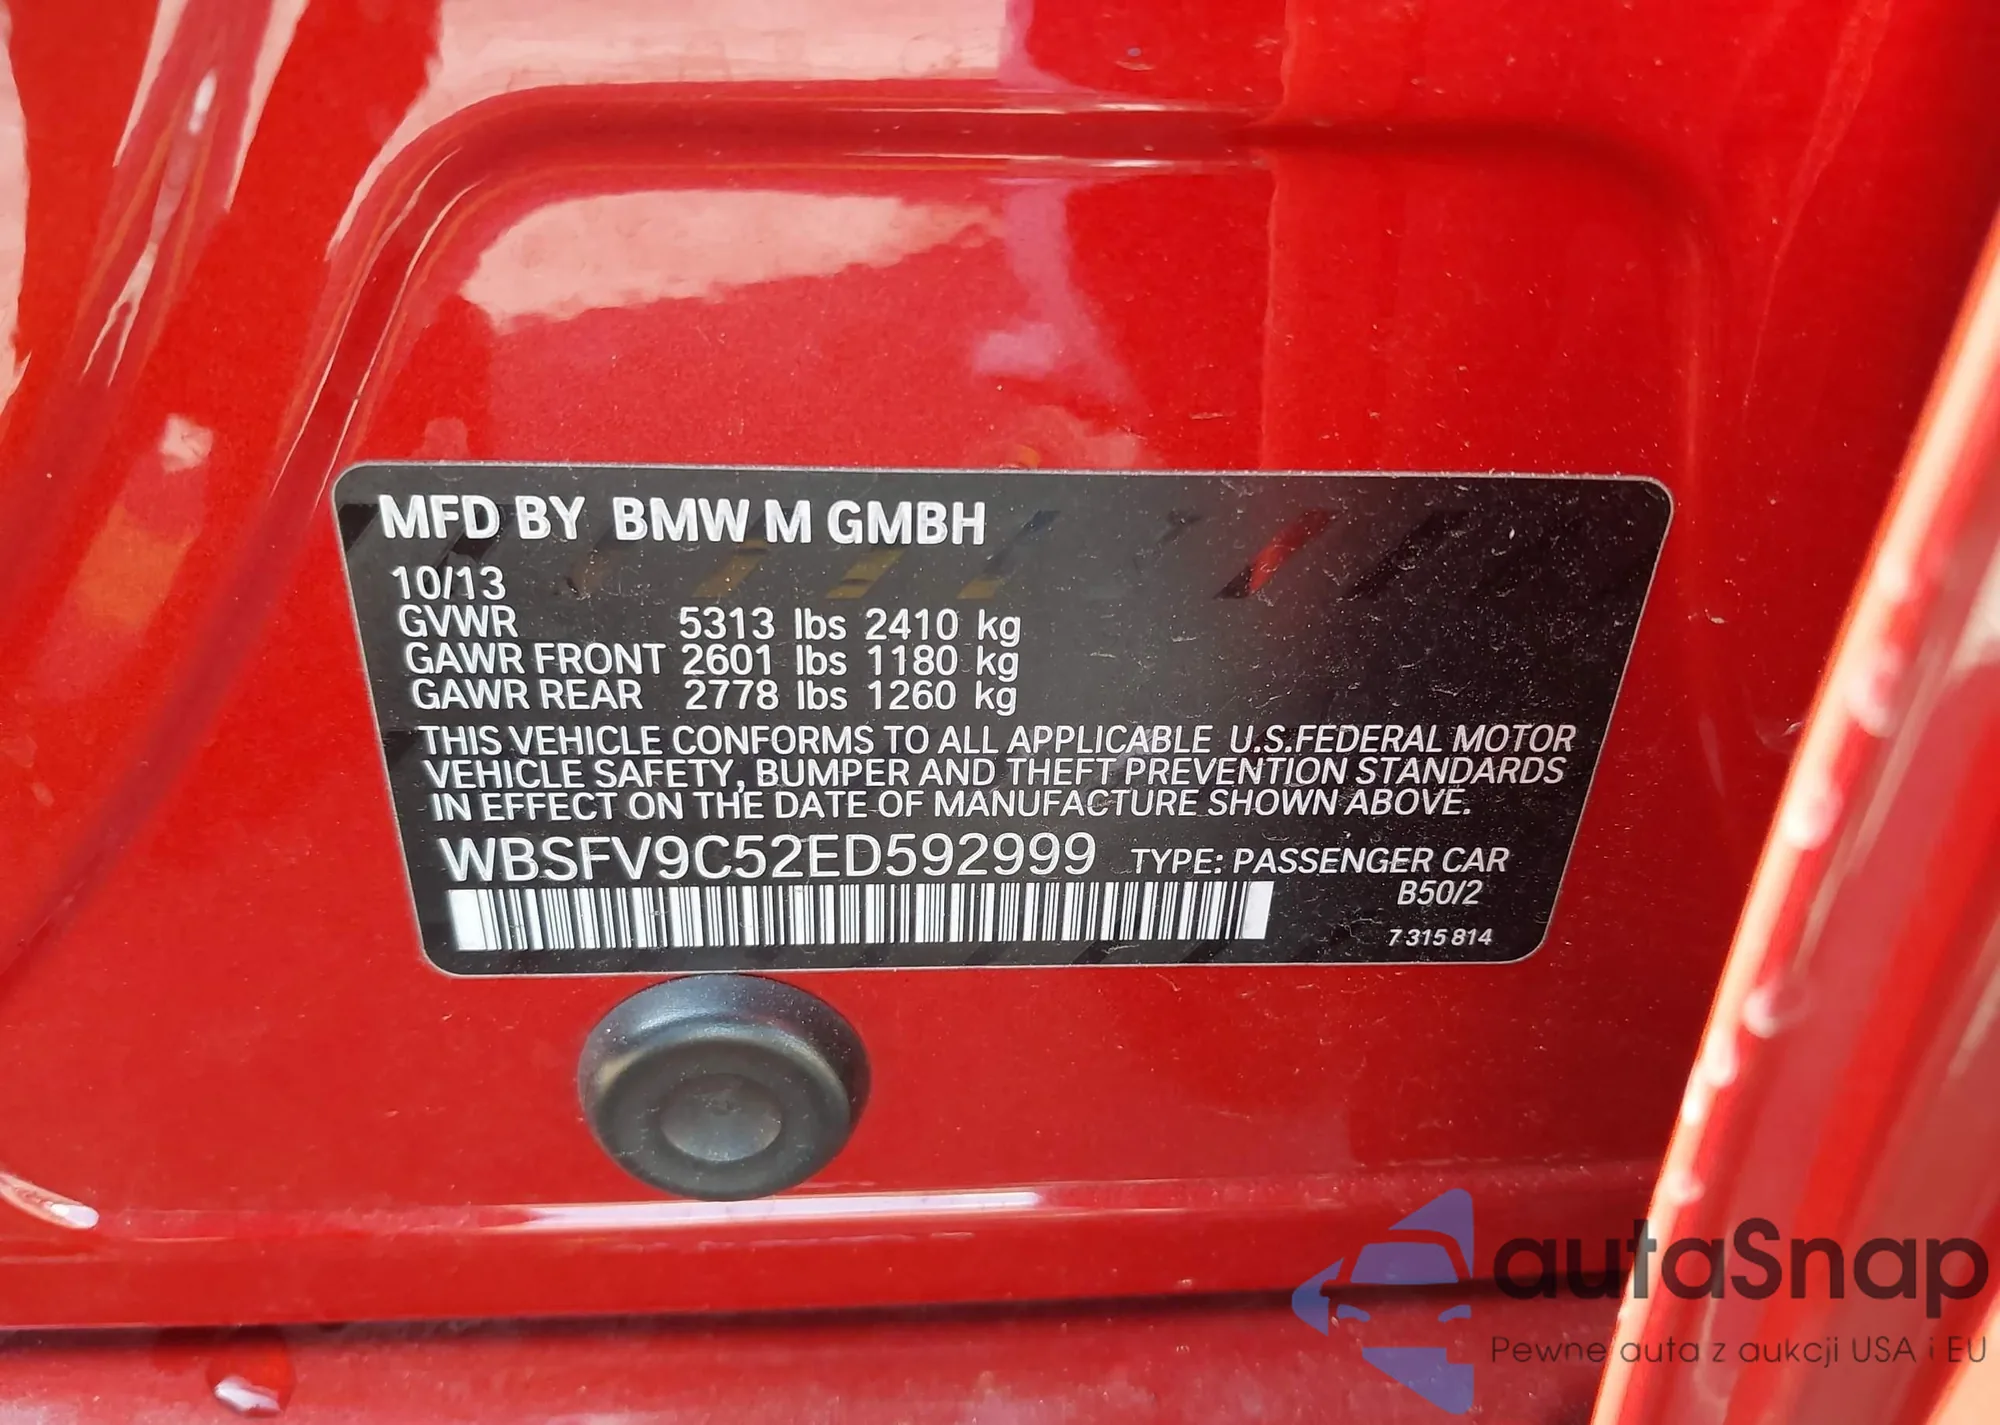 MFD BY BMW M GMBH
10/13
GVWR 5313 lbs 2410 kg
GAWR FRONT 2601 lbs 1180 kg
GAWR REAR 2778 lbs 1260 kg
THIS VEHICLE CONFORMS TO ALL APPLICABLE U.S.FEDERAL MOTOR
VEHICLE SAFETY, BUMPER AND THEFT PREVENTION STANDARDS
IN EFFECT ON THE DATE OF MANUFACTURE SHOWN ABOVE.
WBSFV9C52ED592999 TYPE: PASSENGER CAR
B50/2
7 315 814
autaSnap
Pewne auta z aukcji USA i EU